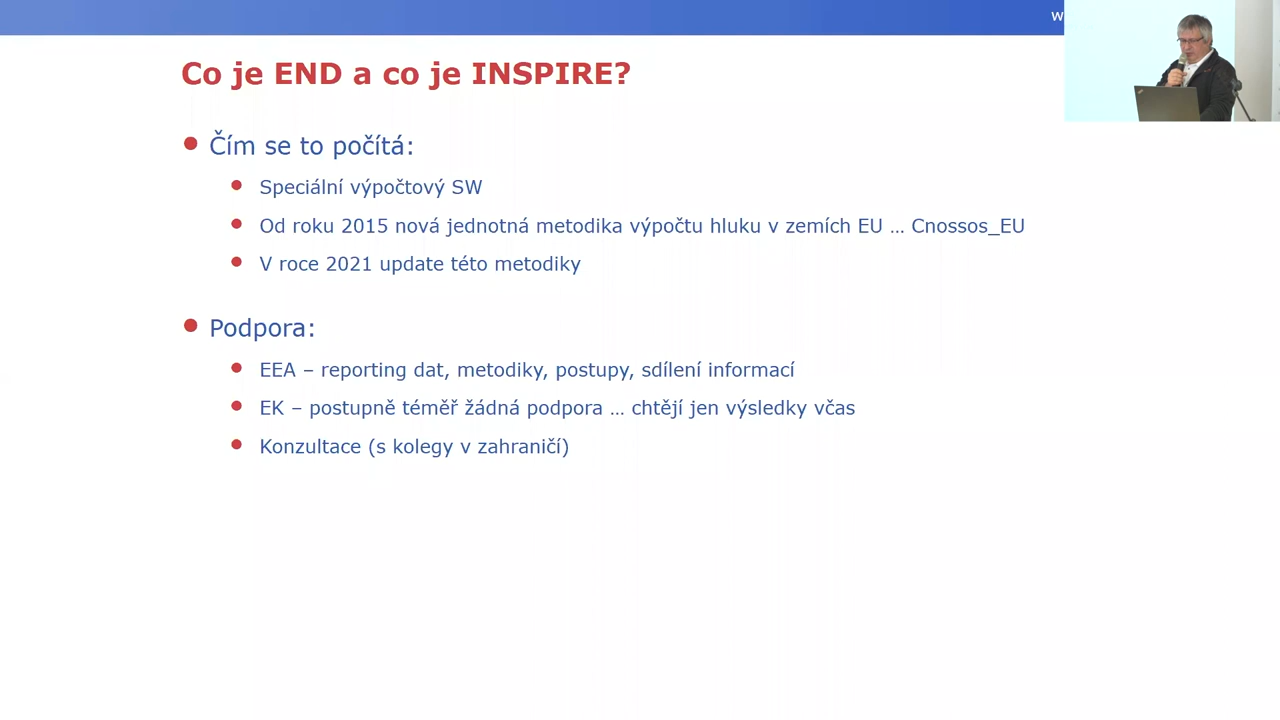 Co je END a co je INSPIRE?
Čím se to počítá:
Speciální výpočtový SW
Od roku 2015 nová jednotná metodika výpočtu hluku v zemích EU … Cnossos_EU
V roce 2021 update této metodiky
Podpora:
EEA – reporting dat, metodiky, postupy, sdílení informací
EK – postupně téměř žádná podpora … chtějí jen výsledky včas
Konzultace (s kolegy v zahraničí)